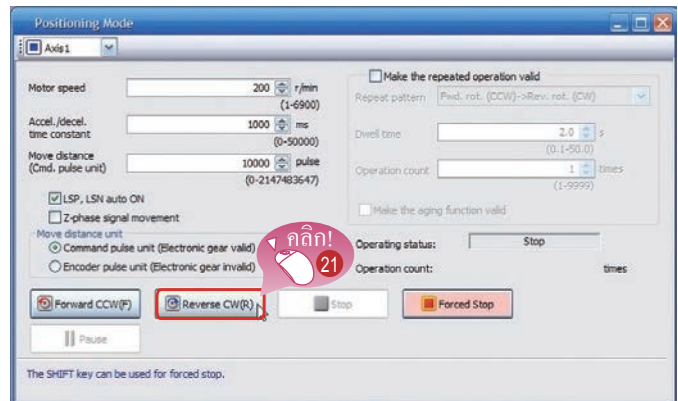 Positioning Mode
Axis1
Motor speed 200 r/min
(1-6900)
Accel./decel.
time constant 1000 ms
(0-50000)
Move distance
(Cmd. pulse unit) 10000 pulse
(0-2147483647)
LSP, LSN auto ON
Z-phase signal movement
Move distance unit
Command pulse unit (Electronic gear valid)
Encoder pulse unit (Electronic gear invalid)
Make the repeated operation valid
Repeat pattern Fwd. rot. (CCW)->Rev. rot. (CW)
Dwell time 2.0 s
(0.1-50.0)
Operation count 1 times
(1-9999)
Make the aging function valid
Operating status: Stop
Operation count: times
คลิก!
21
Forward CCW(F) Reverse CW(R) Stop Forced Stop
Pause
The SHIFT key can be used for forced stop.